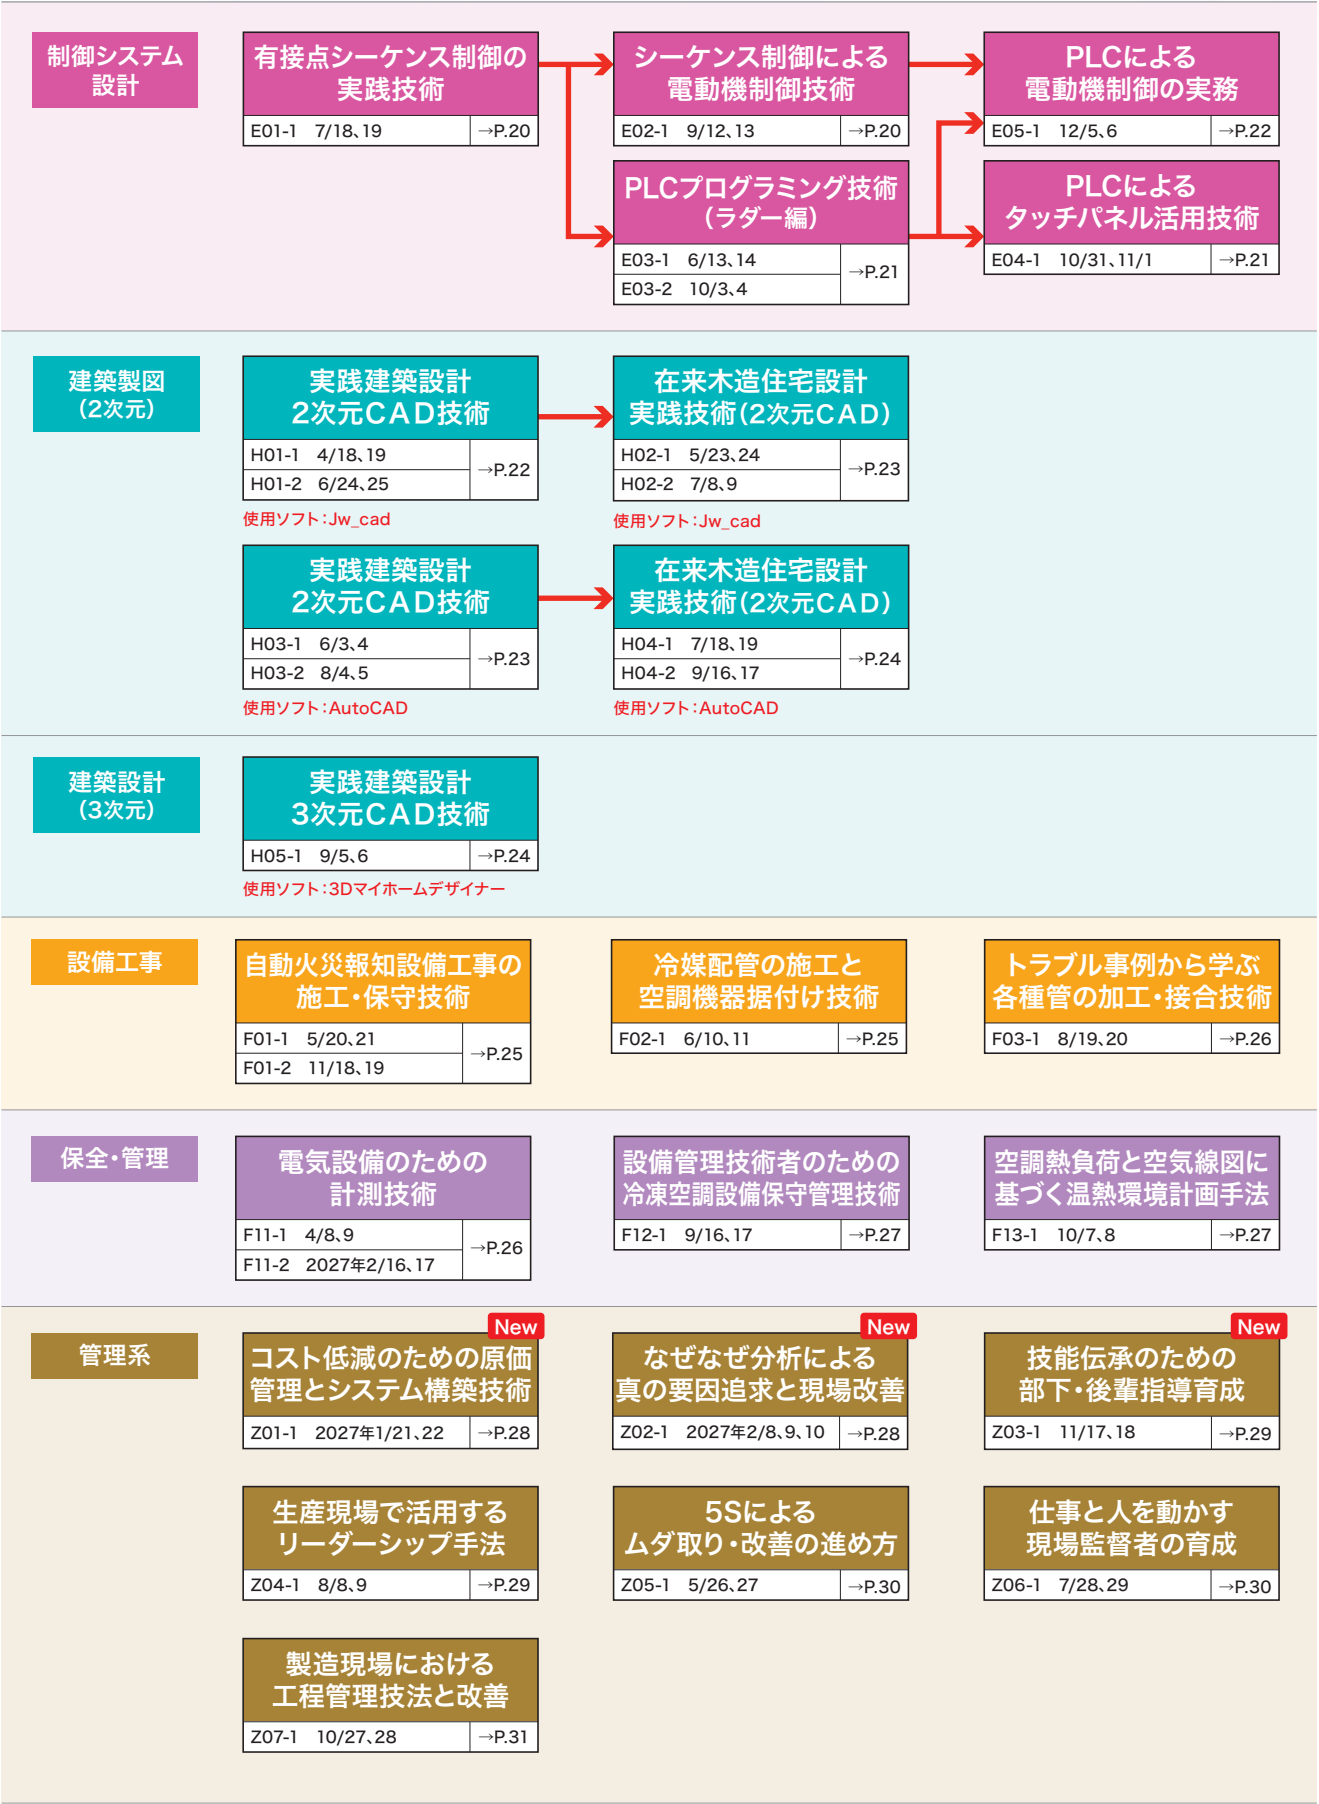 制御システム
設計
有接点シーケンス制御の
実践技術
E01-1 7/18、19 →P.20
シーケンス制御による
電動機制御技術
E02-1 9/12、13 →P.20
PLCによる
電動機制御の実務
E05-1 12/5、6 →P.22
PLCプログラミング技術
（ラダー編）
E03-1 6/13、14
E03-2 10/3、4
→P.21
PLCによる
タッチパネル活用技術
E04-1 10/31、11/1 →P.21
建築製図
（2次元）
実践建築設計
2次元CAD技術
H01-1 4/18、19
H01-2 6/24、25
→P.22
使用ソフト：Jw_cad
在来木造住宅設計
実践技術（2次元CAD）
H02-1 5/23、24
H02-2 7/8、9
→P.23
使用ソフト：Jw_cad
実践建築設計
2次元CAD技術
H03-1 6/3、4
H03-2 8/4、5
→P.23
使用ソフト：AutoCAD
在来木造住宅設計
実践技術（2次元CAD）
H04-1 7/18、19
H04-2 9/16、17
→P.24
使用ソフト：AutoCAD
建築設計
（3次元）
実践建築設計
3次元CAD技術
H05-1 9/5、6 →P.24
使用ソフト：3Dマイホームデザイナー
設備工事
自動火災報知設備工事の
施工・保守技術
F01-1 5/20、21
F01-2 11/18、19
→P.25
冷媒配管の施工と
空調機器据付け技術
F02-1 6/10、11 →P.25
トラブル事例から学ぶ
各種管の加工・接合技術
F03-1 8/19、20 →P.26
保全・管理
電気設備のための
計測技術
F11-1 4/8、9
F11-2 2027年2/16、17
→P.26
設備管理技術者のための
冷凍空調設備保守管理技術
F12-1 9/16、17 →P.27
空調熱負荷と空気線図に
基づく温熱環境計画手法
F13-1 10/7、8 →P.27
管理系
New
コスト低減のための原価
管理とシステム構築技術
Z01-1 2027年1/21、22 →P.28
New
なぜなぜ分析による
真の要因追求と現場改善
Z02-1 2027年2/8、9、10 →P.28
New
技能伝承のための
部下・後輩指導育成
Z03-1 11/17、18 →P.29
生産現場で活用する
リーダーシップ手法
Z04-1 8/8、9 →P.29
5Sによる
ムダ取り・改善の進め方
Z05-1 5/26、27 →P.30
仕事と人を動かす
現場監督者の育成
Z06-1 7/28、29 →P.30
製造現場における
工程管理技法と改善
Z07-1 10/27、28 →P.31